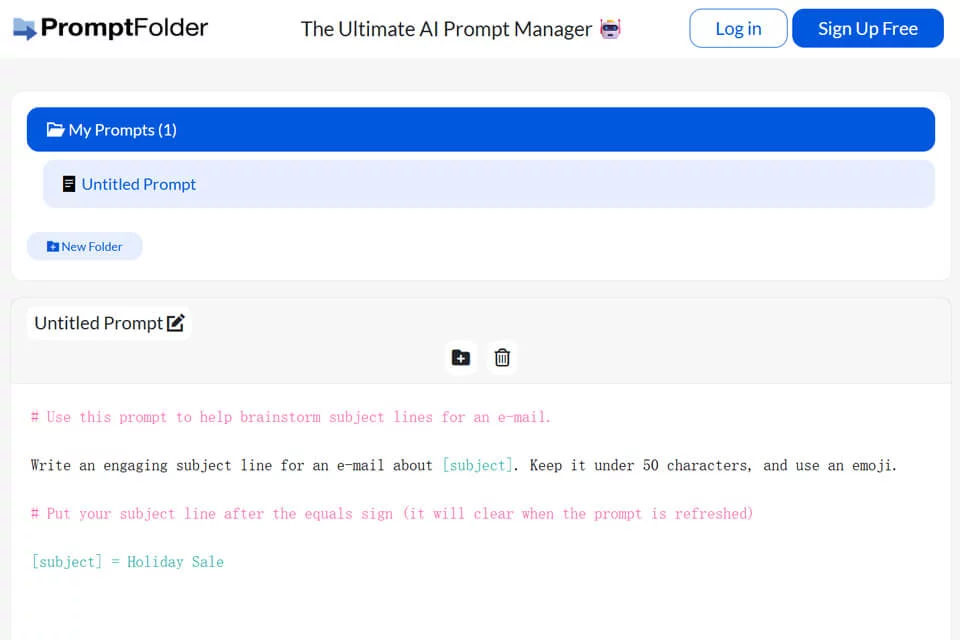 PromptFolder
The Ultimate AI Prompt Manager 🤖
Log in
Sign Up Free
My Prompts (1)
Untitled Prompt
New Folder
Untitled Prompt
# Use this prompt to help brainstorm subject lines for an e-mail.
Write an engaging subject line for an e-mail about [subject]. Keep it under 50 characters, and use an emoji.
# Put your subject line after the equals sign (it will clear when the prompt is refreshed)
[subject] = Holiday Sale